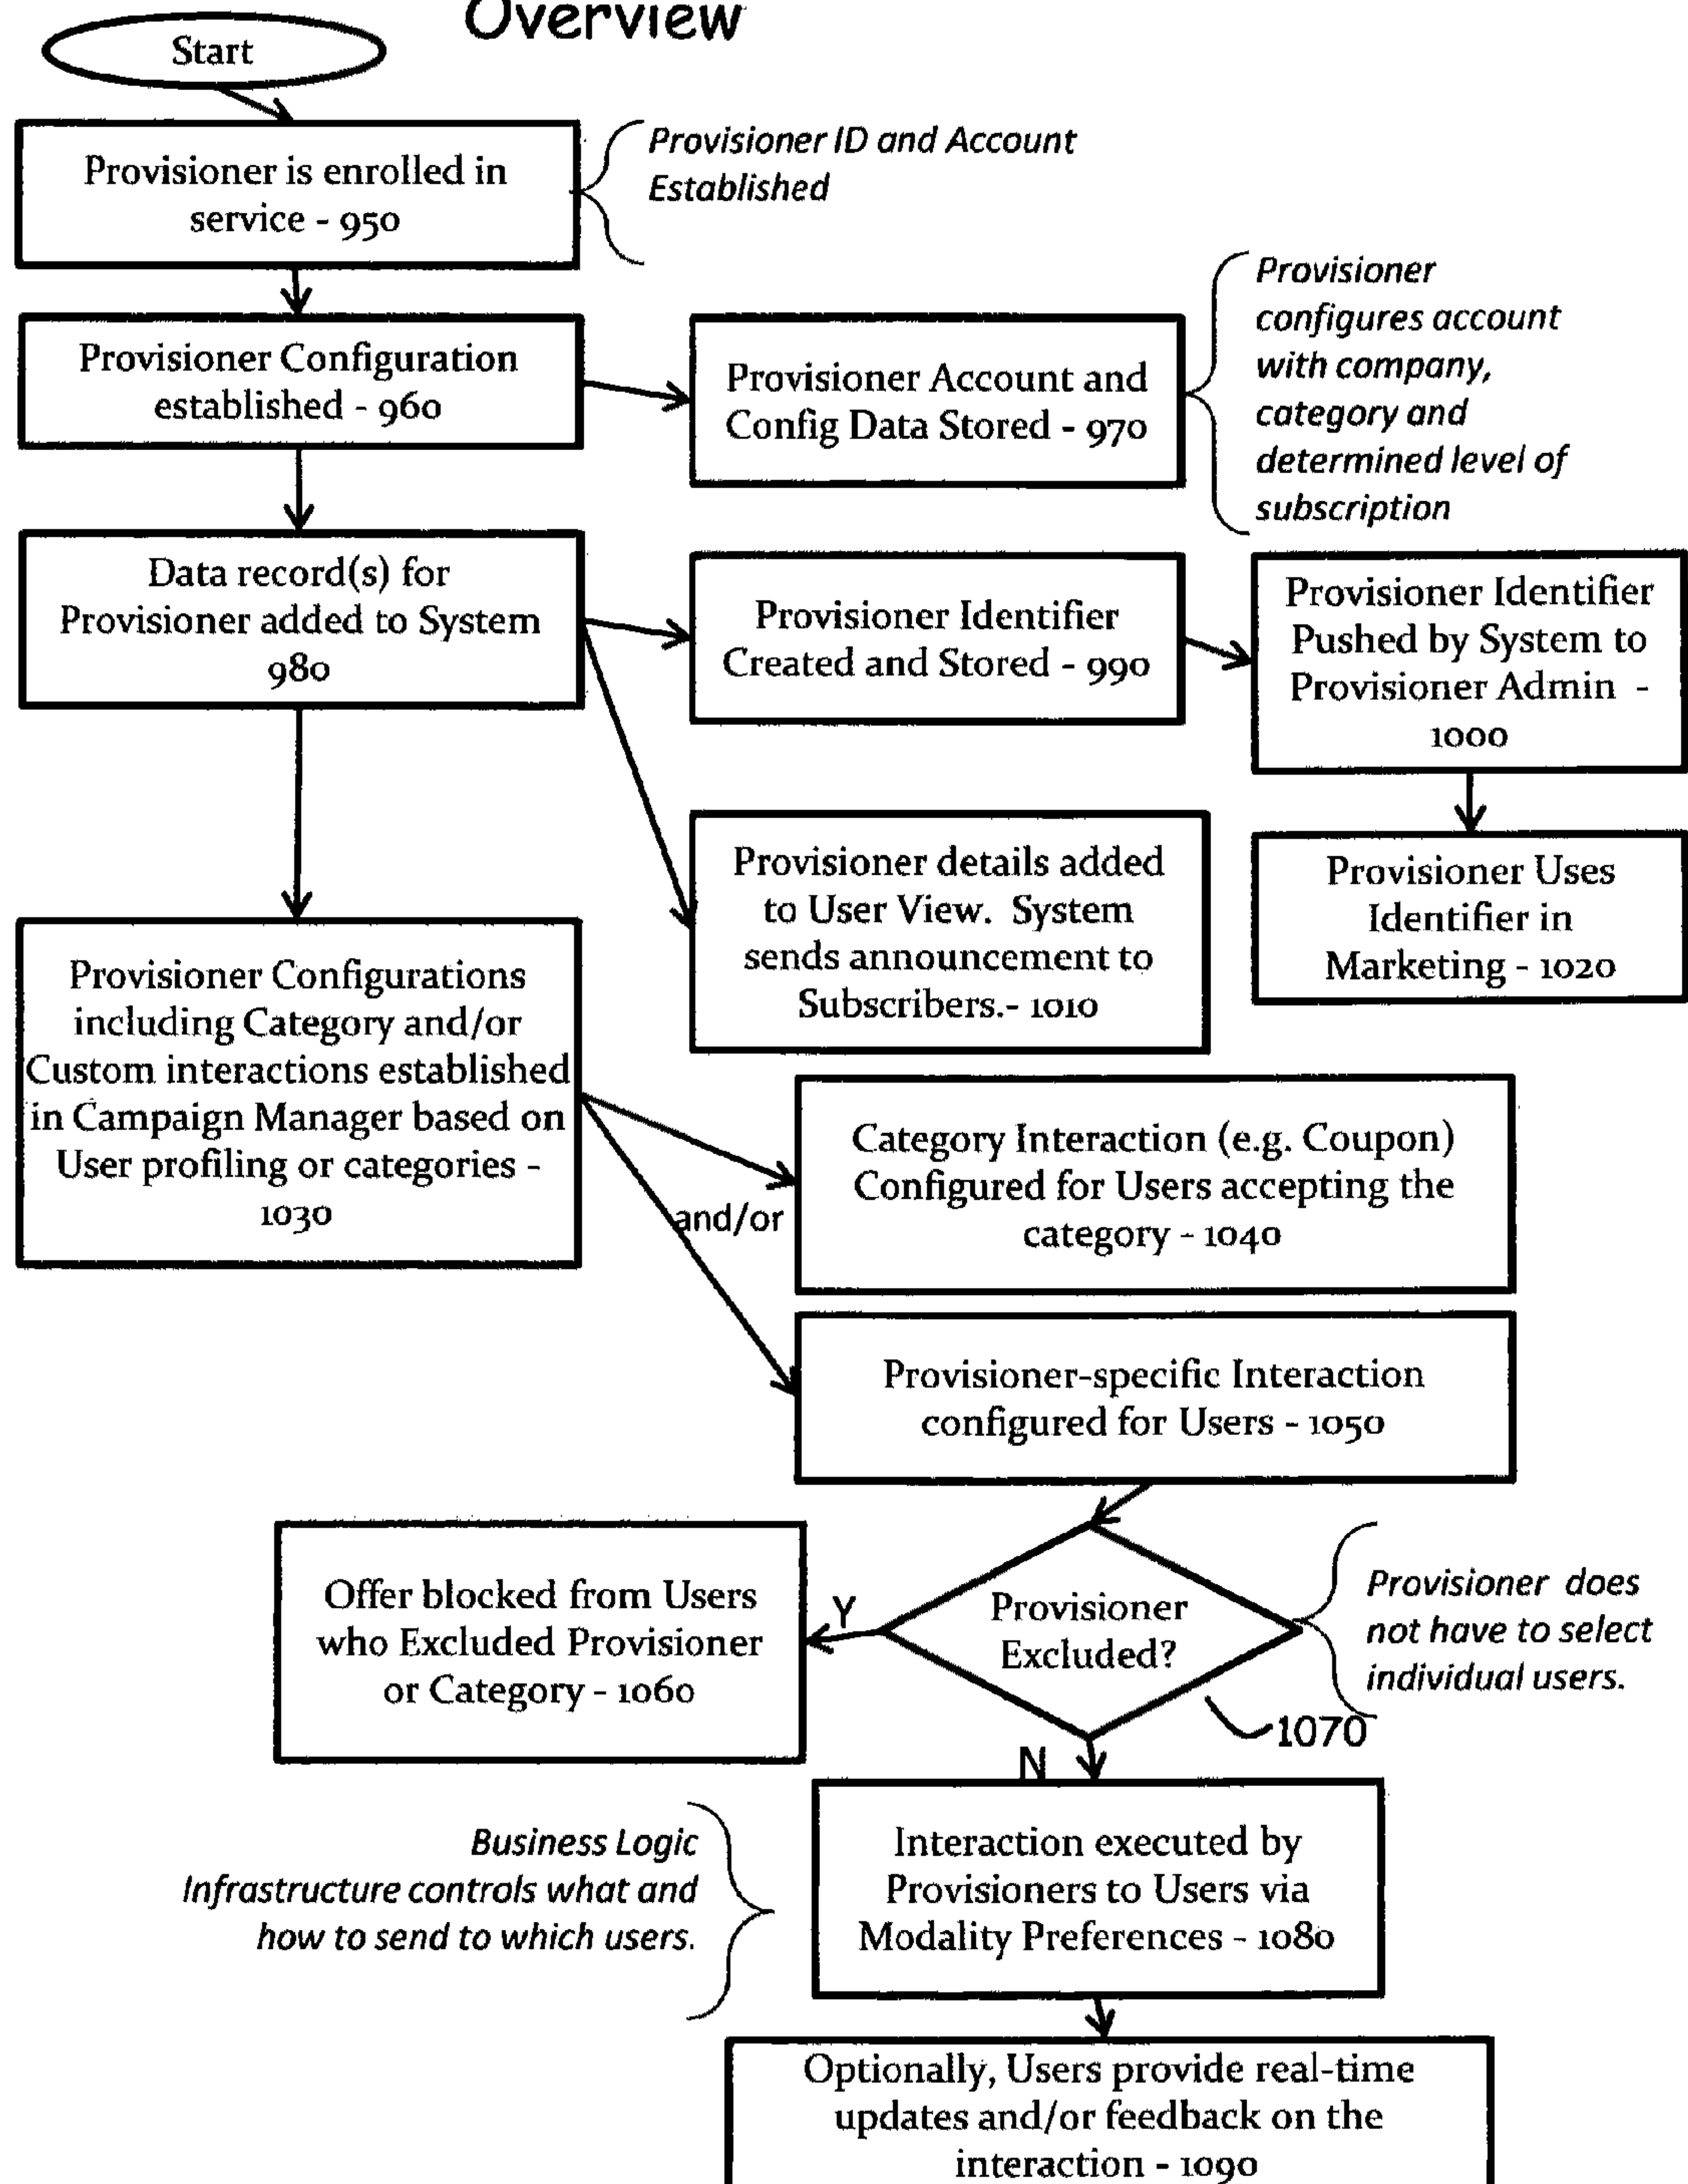 Overview
Start
Provisioner is enrolled in
service - 950
Provisioner ID and Account
Established
Provisioner
configures account
with company,
category and
determined level of
subscription
Provisioner Configuration
established - 960
Provisioner Account and
Config Data Stored - 970
Data record(s) for
Provisioner added to System
980
Provisioner Identifier
Created and Stored - 990
Provisioner Identifier
Pushed by System to
Provisioner Admin -
1000
Provisioner details added
to User View. System
sends announcement to
Subscribers.- 1010
Provisioner Uses
Identifier in
Marketing - 1020
Provisioner Configurations
including Category and/or
Custom interactions established
in Campaign Manager based on
User profiling or categories -
1030
and/or
Category Interaction (e.g. Coupon)
Configured for Users accepting the
category - 1040
Provisioner-specific Interaction
configured for Users - 1050
Offer blocked from Users
who Excluded Provisioner
or Category - 1060
Y
Provisioner
Excluded?
Provisioner does
not have to select
individual users.
1070
N
Business Logic
Infrastructure controls what and
how to send to which users.
Interaction executed by
Provisioners to Users via
Modality Preferences - 1080
Optionally, Users provide real-time
updates and/or feedback on the
interaction - 1090